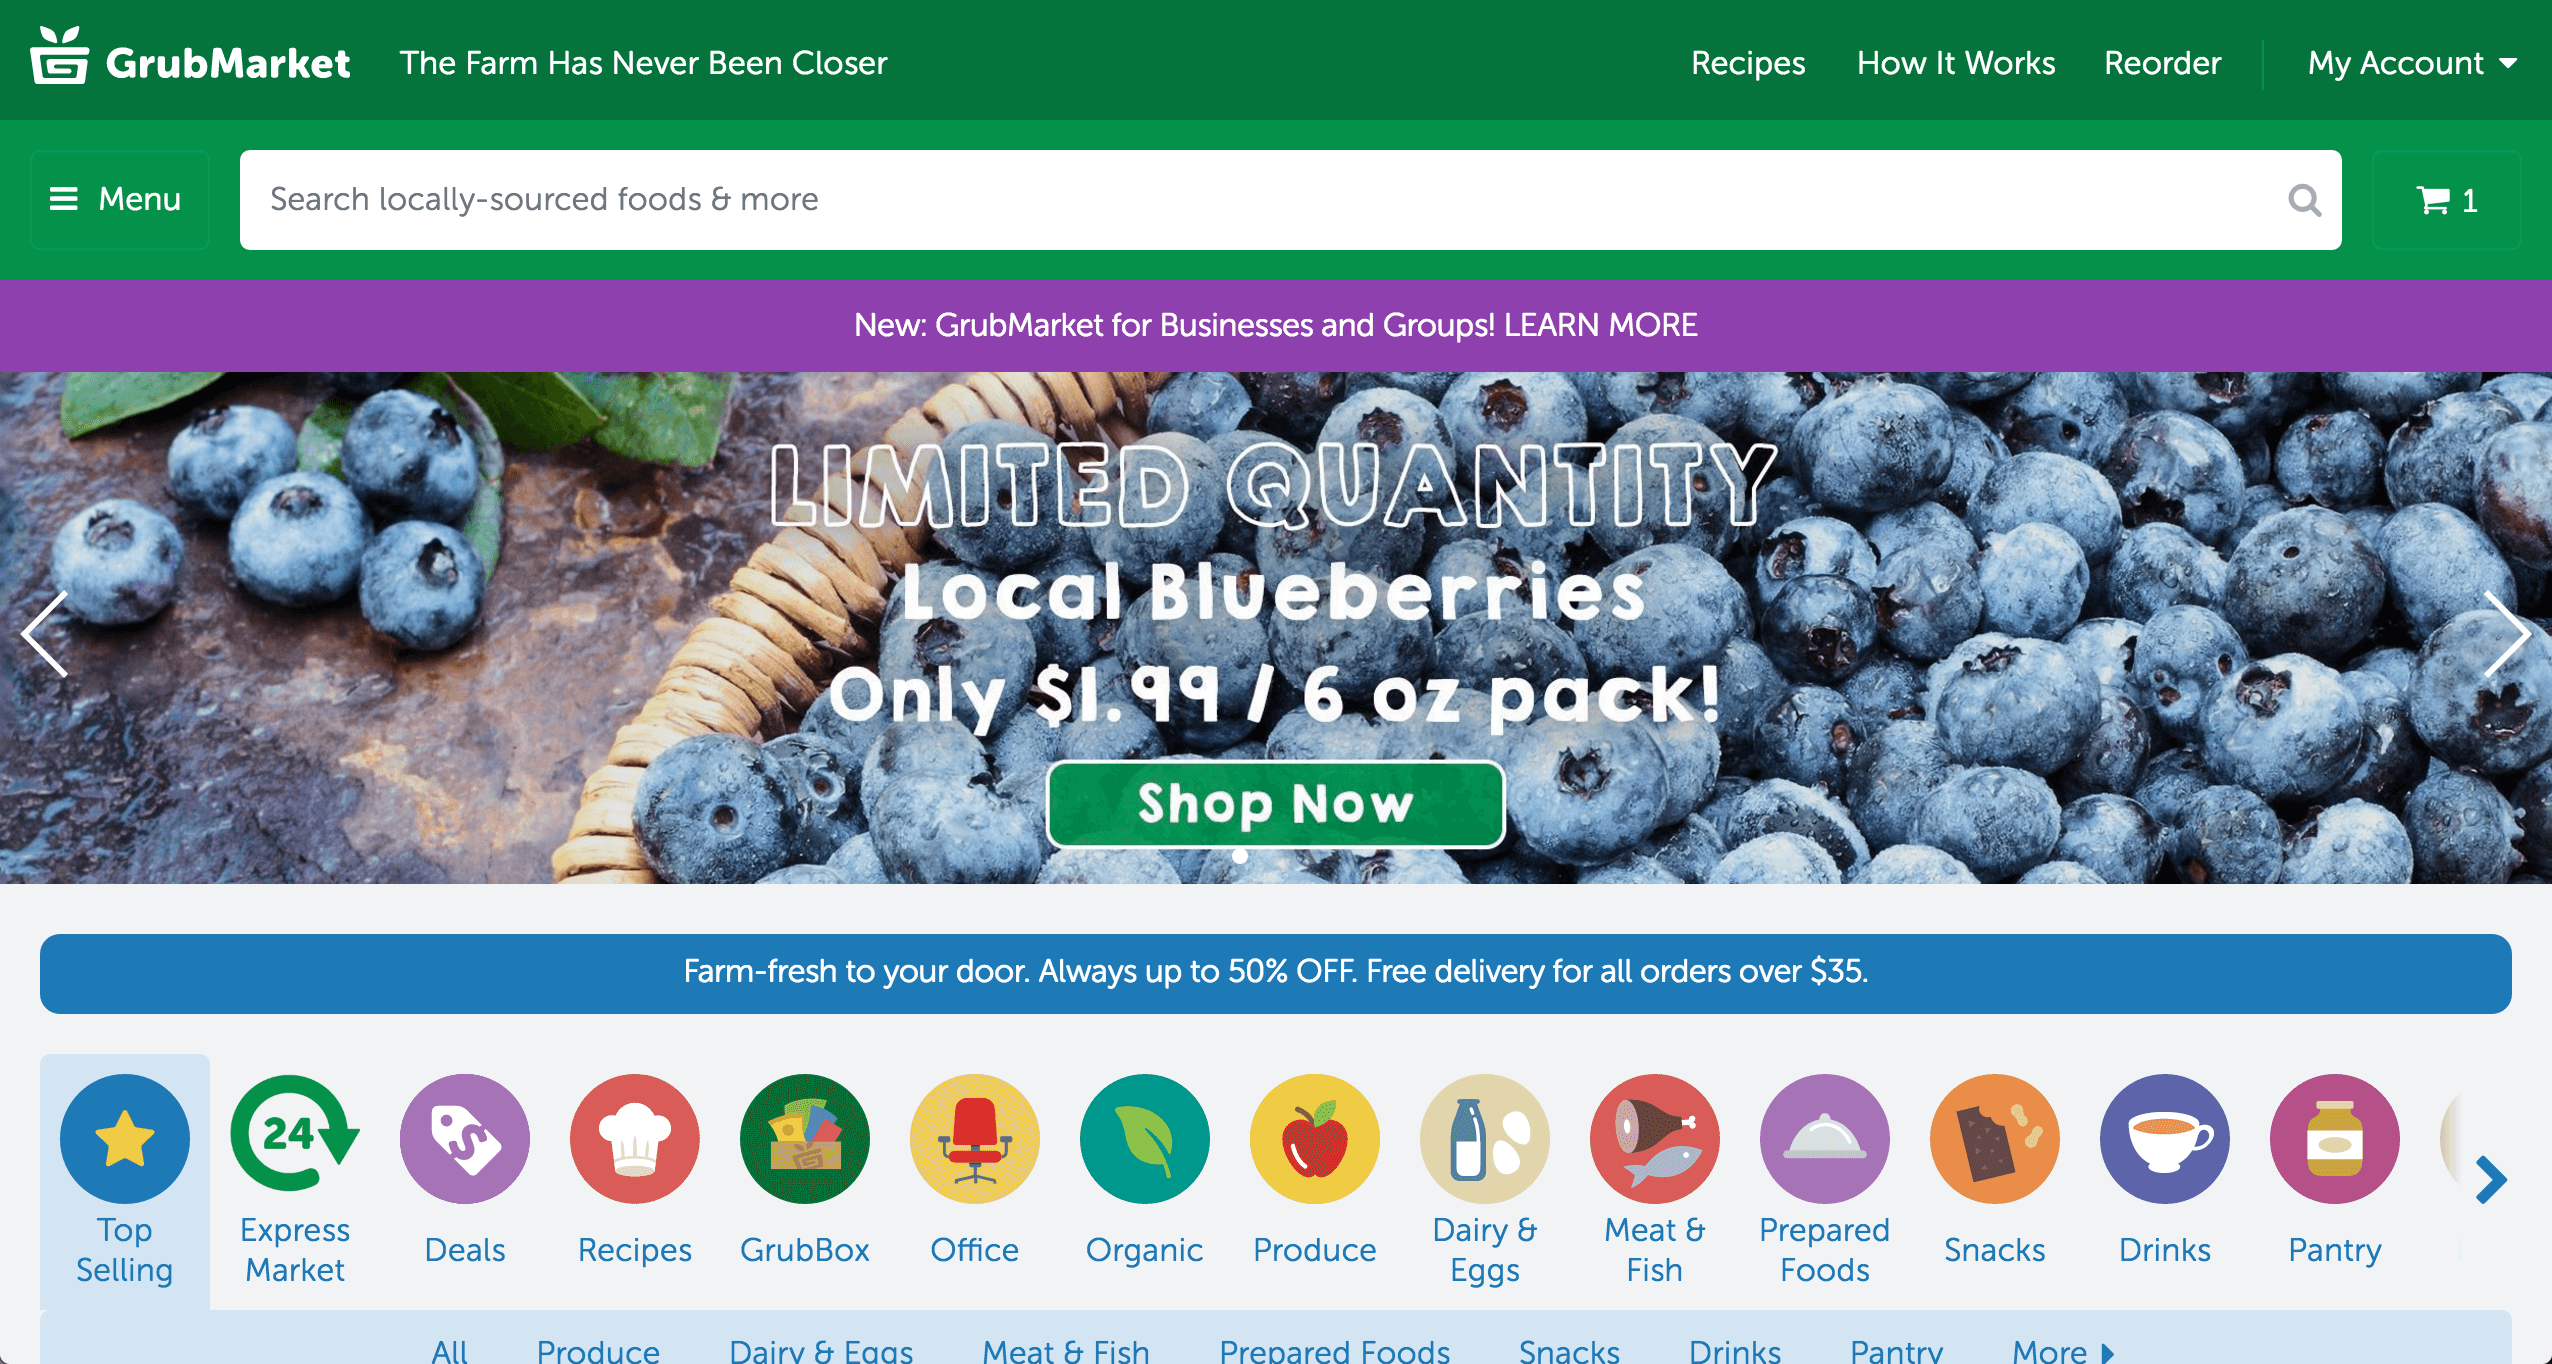 GrubMarket
The Farm Has Never Been Closer
Recipes
How It Works
Reorder
My Account
Menu
Search locally-sourced foods & more
1
New: GrubMarket for Businesses and Groups! LEARN MORE
LIMITED QUANTITY
Local Blueberries
Only $1.99 / 6 oz pack!
Shop Now
Farm-fresh to your door. Always up to 50% OFF. Free delivery for all orders over $35.
24
$
Top
Selling
Express
Market
Deals
Recipes
GrubBox
Office
Organic
Produce
Dairy &
Eggs
Meat &
Fish
Prepared
Foods
Snacks
Drinks
Pantry
All
Produce
Dairy & Eggs
Meat & Fish
Prepared Foods
Snacks
Drinks
Pantry
More